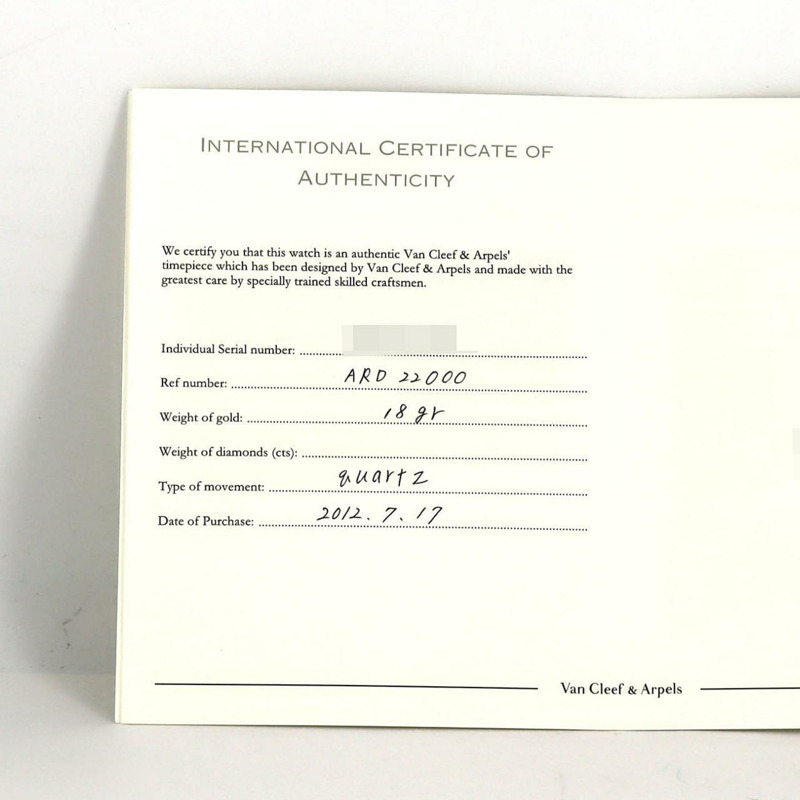 INTERNATIONAL CERTIFICATE OF
AUTHENTICITY
We certify you that this watch is an authentic Van Cleef & Arpels'
timepiece which has been designed by Van Cleef & Arpels and made with the
greatest care by specially trained skilled craftsmen.
Individual Serial number:
Ref number: ARD 22000
Weight of gold: 18 gr
Weight of diamonds (cts):
Type of movement: quartz
Date of Purchase: 2012. 7. 17
Van Cleef & Arpels